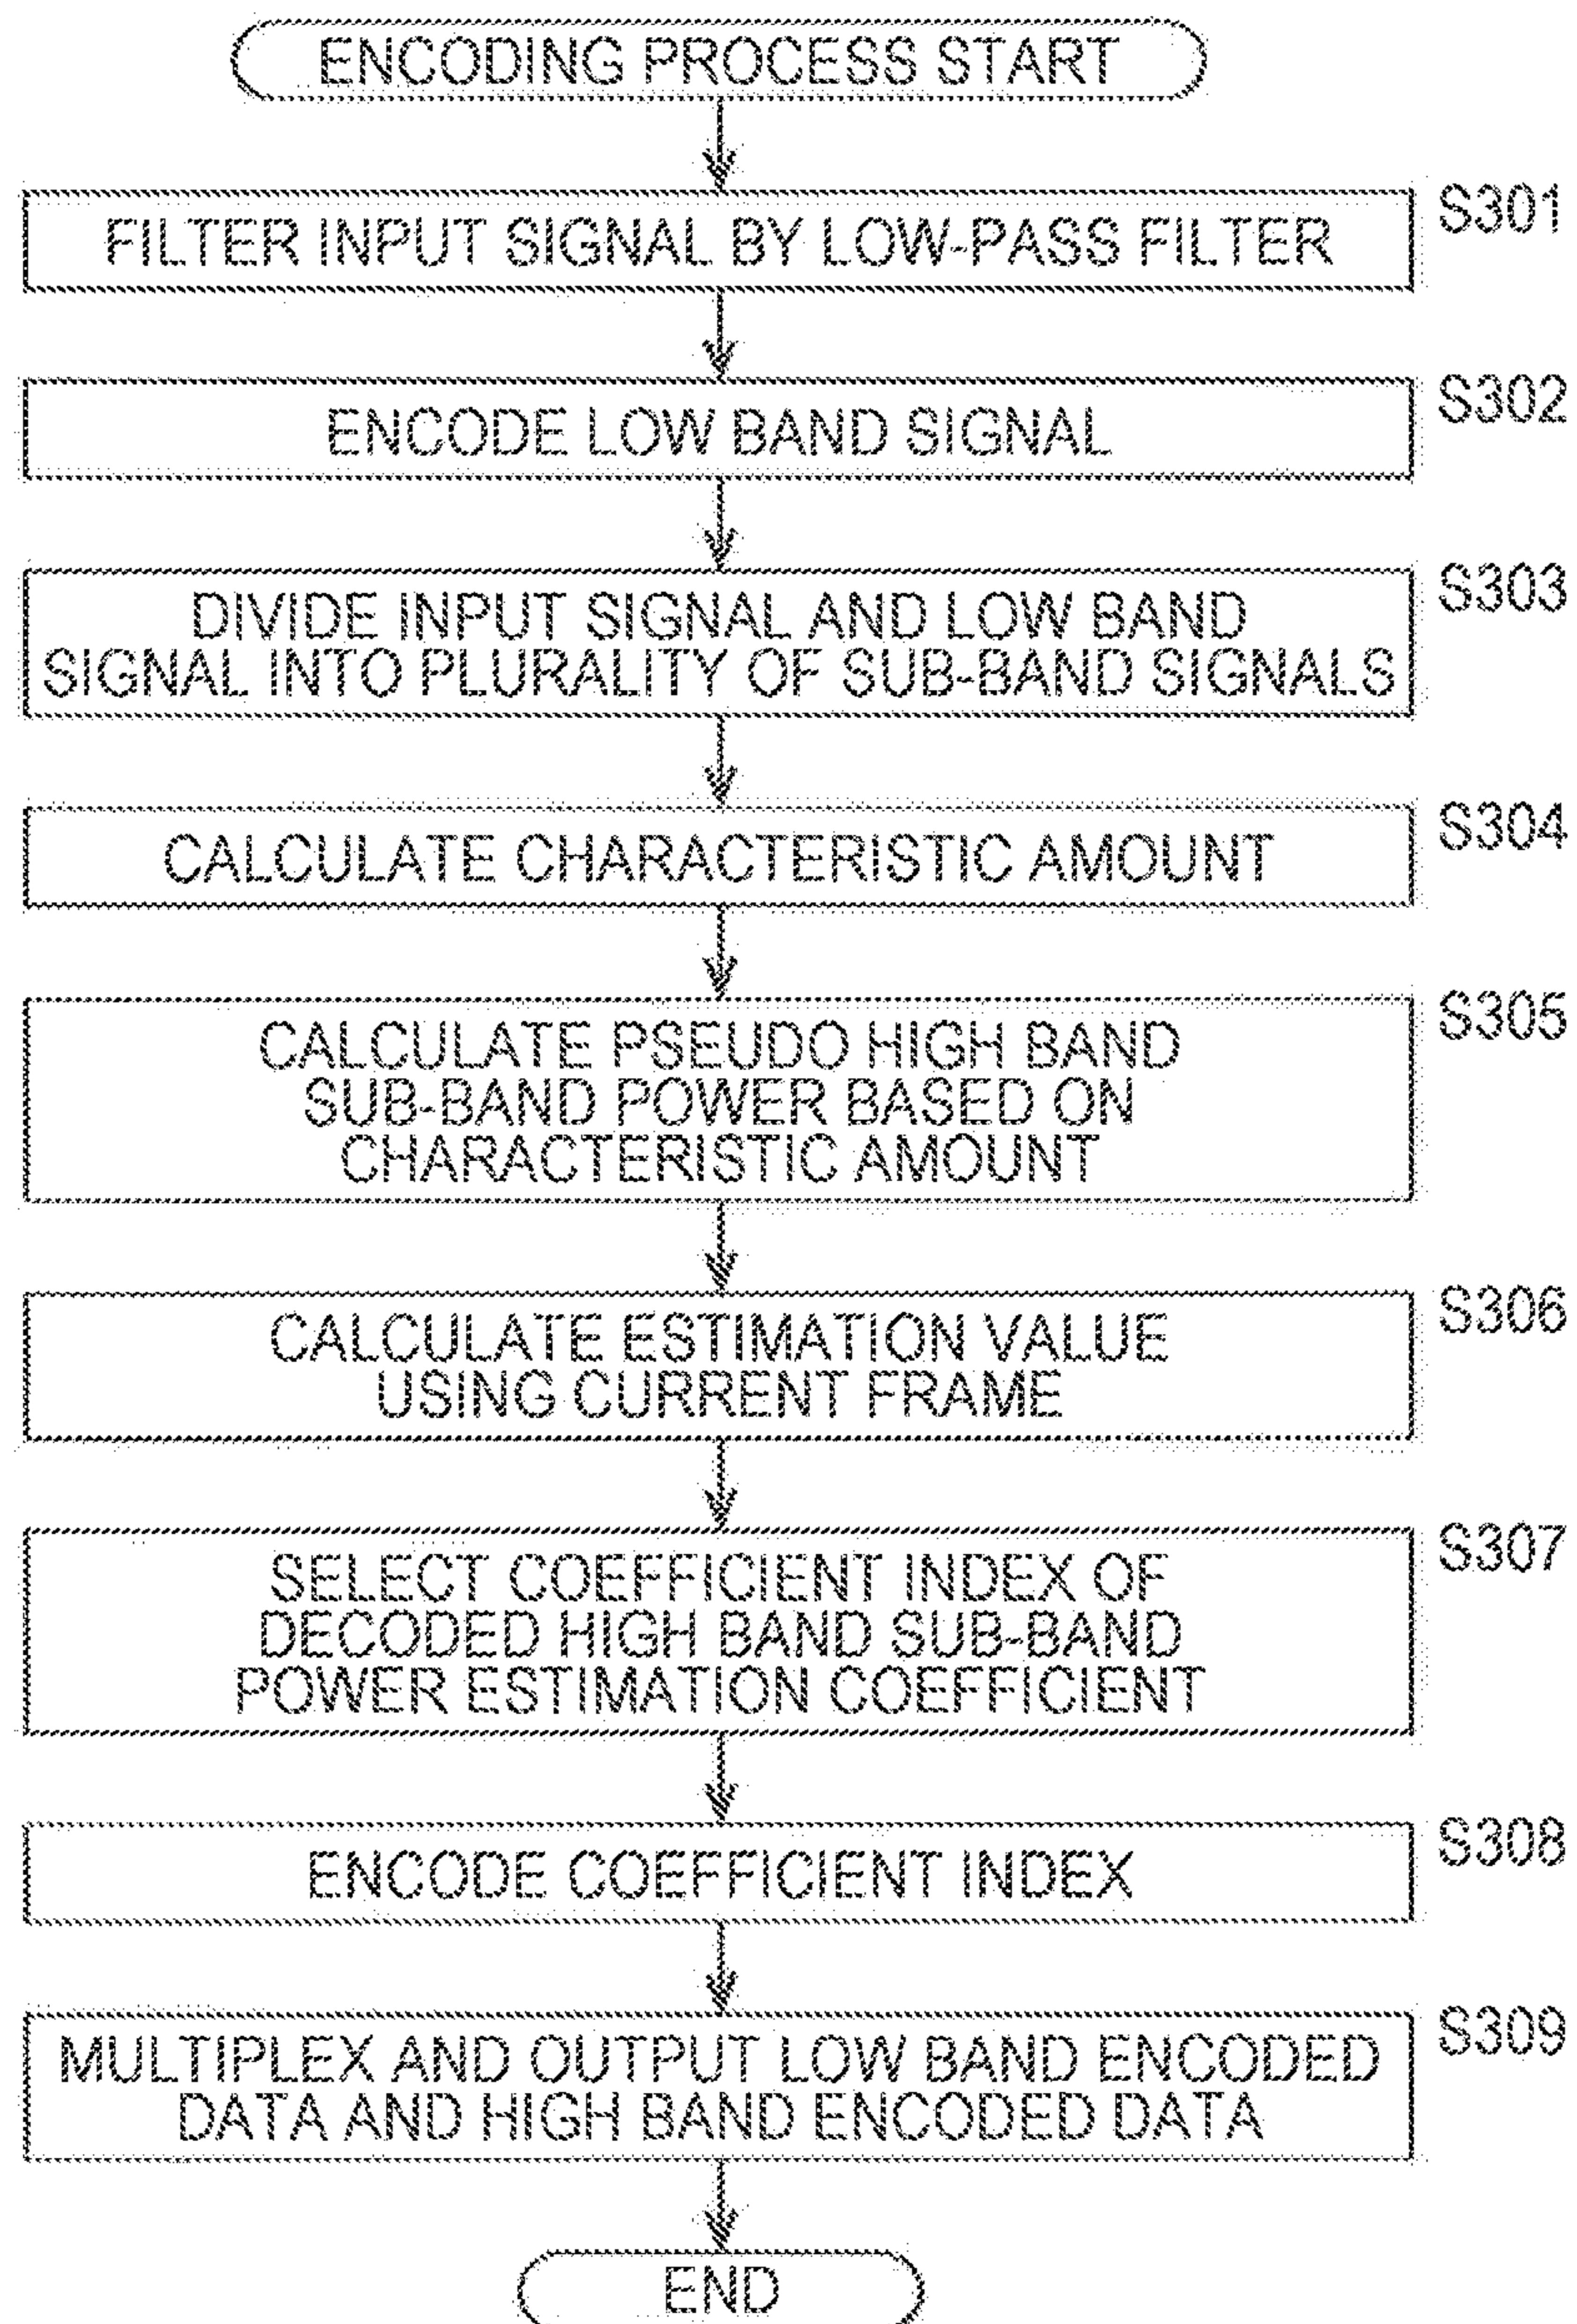 ENCODING PROCESS START
FILTER INPUT SIGNAL BY LOW-PASS FILTER
S301
ENCODE LOW BAND SIGNAL
S302
DIVIDE INPUT SIGNAL AND LOW BAND
SIGNAL INTO PLURALITY OF SUB-BAND SIGNALS
S303
CALCULATE CHARACTERISTIC AMOUNT
S304
CALCULATE PSEUDO HIGH BAND
SUB-BAND POWER BASED ON
CHARACTERISTIC AMOUNT
S305
CALCULATE ESTIMATION VALUE
USING CURRENT FRAME
S306
SELECT COEFFICIENT INDEX OF
DECODED HIGH BAND SUB-BAND
POWER ESTIMATION COEFFICIENT
S307
ENCODE COEFFICIENT INDEX
S308
MULTIPLEX AND OUTPUT LOW BAND ENCODED
DATA AND HIGH BAND ENCODED DATA
S309
END